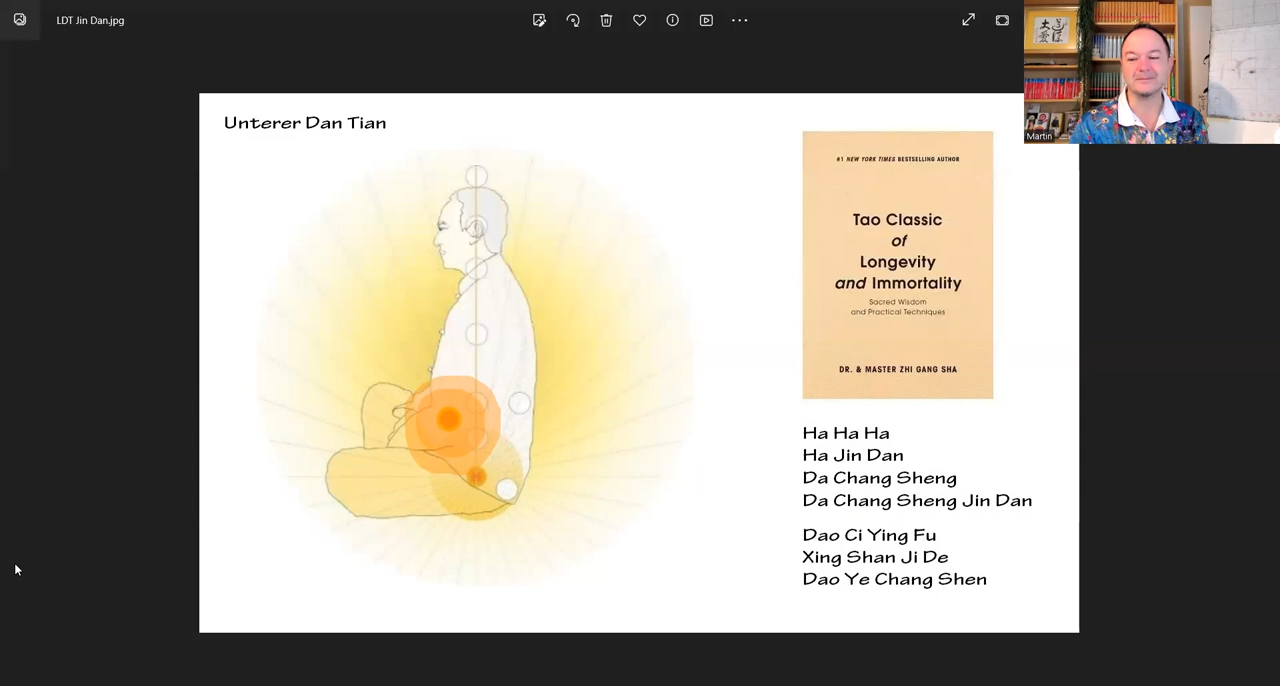 LDT Jin Dan.jpg
Martin
Unterer Dan Tian
#1 NEW YORK TIMES BESTSELLING AUTHOR
Tao Classic
of
Longevity
and Immortality
Sacred Wisdom
and Practical Techniques
DR. & MASTER ZHI GANG SHA
Ha Ha Ha
Ha Jin Dan
Da Chang Sheng
Da Chang Sheng Jin Dan
Dao Ci Ying Fu
Xing Shan Ji De
Dao Ye Chang Shen